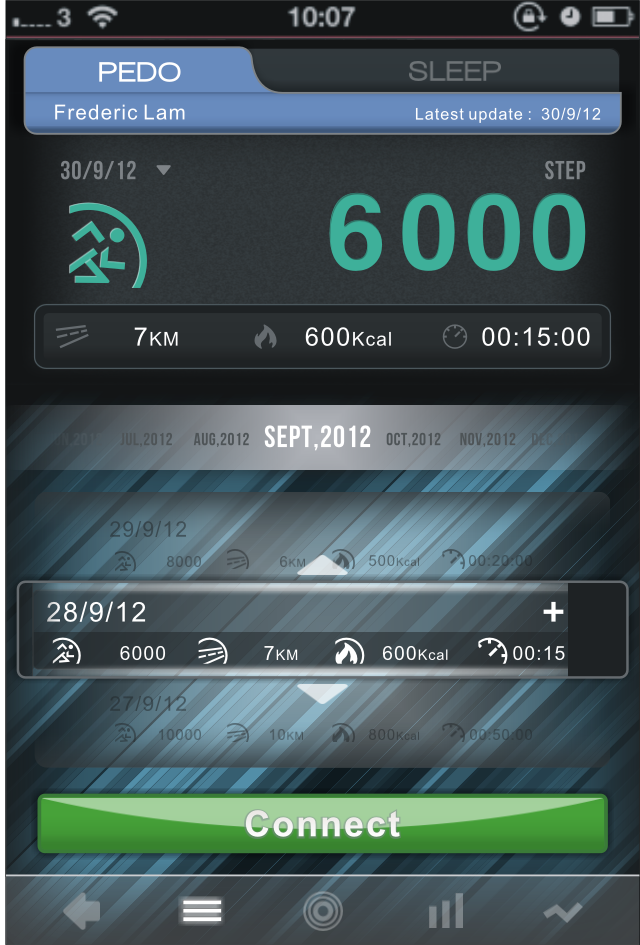 3 10:07
PEDO SLEEP
Frederic Lam Latest update : 30/9/12
30/9/12 STEP
6000
7KM 600Kcal 00:15:00
JUL,2012 AUG,2012 SEPT,2012 OCT,2012 NOV,2012 DEC
29/9/12
8000 6KM 500Kcal 00:20:00
28/9/12 +
6000 7KM 600Kcal 00:15
27/9/12
10000 10KM 800Kcal 00:50:00
Connect